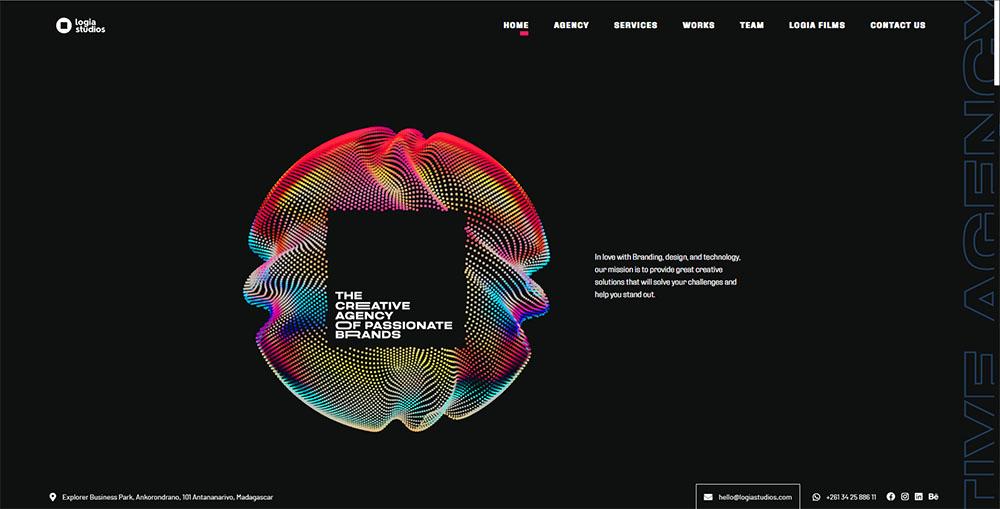 logia
studios
HOME AGENCY SERVICES WORKS TEAM LOGIA FILMS CONTACT US
THE
CREATIVE
AGENCY
OF PASSIONATE
BRANDS
In love with Branding, design, and technology,
our mission is to provide great creative
solutions that will solve your challenges and
help you stand out.
TIVE AGENCY
Explorer Business Park, Ankorondrano, 101 Antananarivo, Madagascar
hello@logiastudios.com
+261 34 25 886 11
Bē